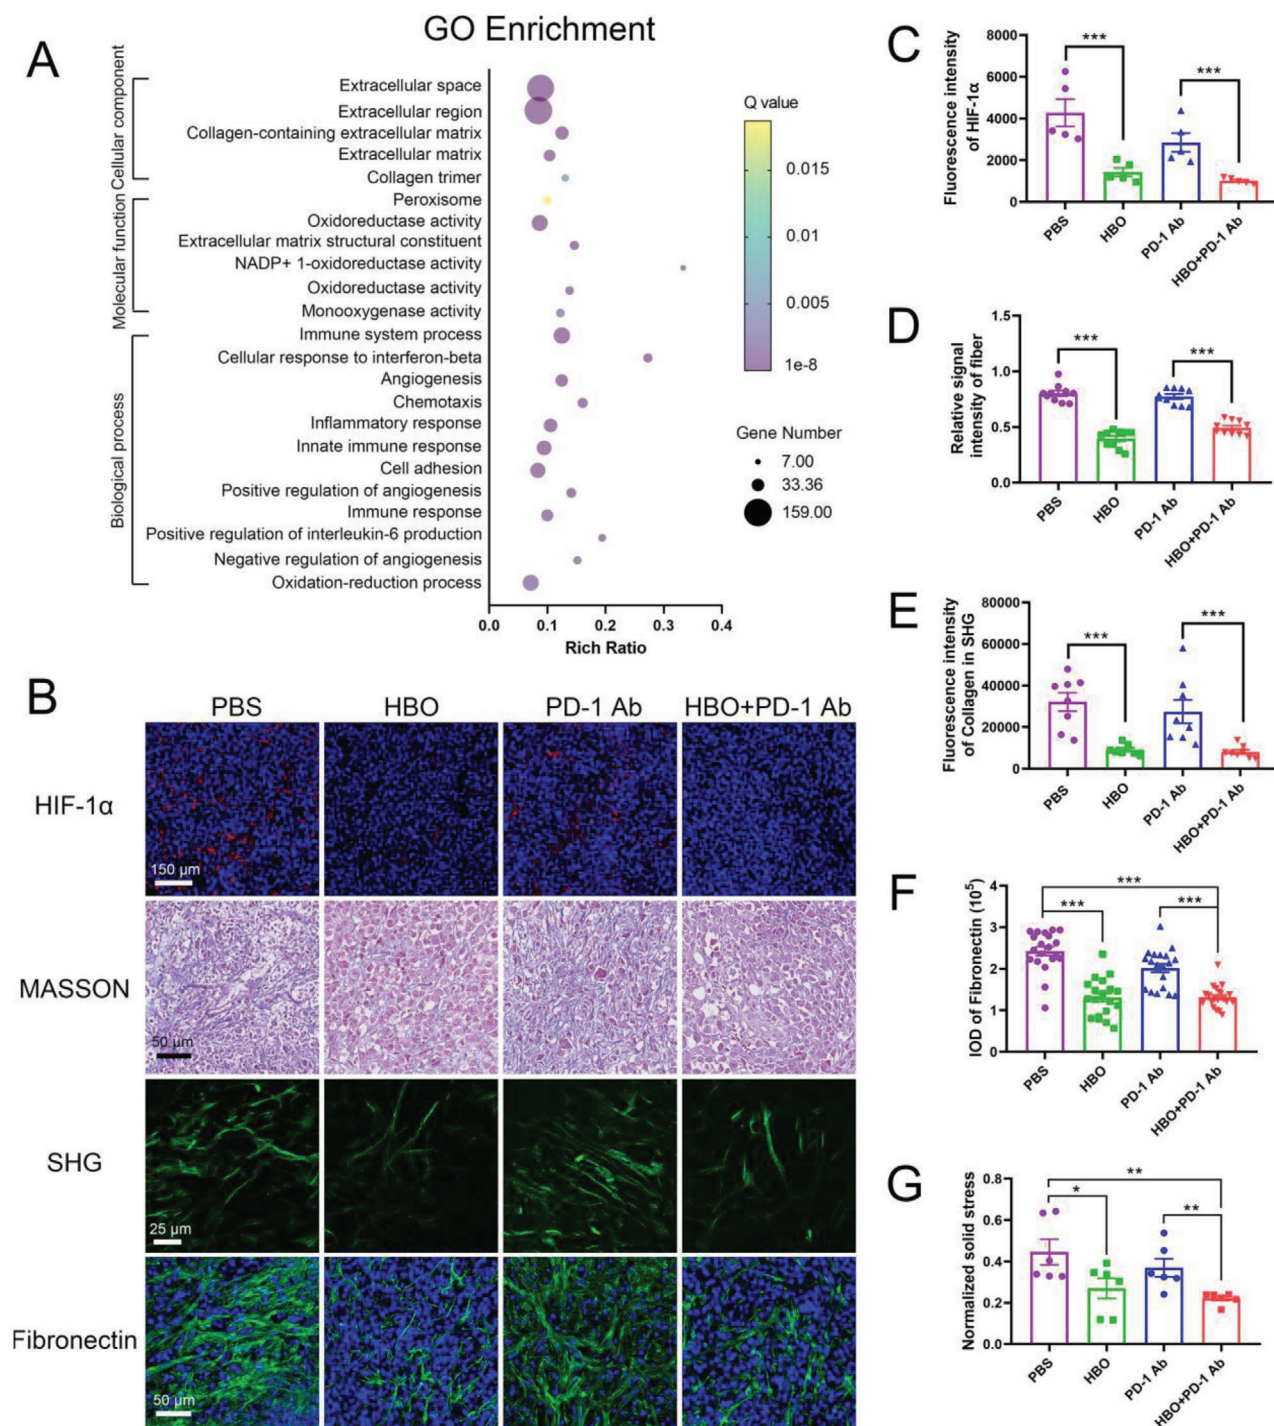 GO Enrichment
A
Cellular component
Molecular function
Biological process
Extracellular space
Extracellular region
Collagen-containing extracellular matrix
Extracellular matrix
Collagen trimer
Peroxisome
Oxidoreductase activity
Extracellular matrix structural constituent
NADP+ 1-oxidoreductase activity
Oxidoreductase activity
Monooxygenase activity
Immune system process
Cellular response to interferon-beta
Angiogenesis
Chemotaxis
Inflammatory response
Innate immune response
Cell adhesion
Positive regulation of angiogenesis
Immune response
Positive regulation of interleukin-6 production
Negative regulation of angiogenesis
Oxidation-reduction process
0.0 0.1 0.2 0.3 0.4
Rich Ratio
Q value
0.015
0.01
0.005
1e-8
Gene Number
7.00
33.36
159.00
B
PBS HBO PD-1 Ab HBO+PD-1 Ab
HIF-1α
150 µm
MASSON
50 µm
SHG
25 µm
Fibronectin
50 µm
C
Fluorescence intensity
of HIF-1α
8000
6000
4000
2000
0
*** ***
PBS HBO PD-1 Ab HBO+PD-1 Ab
D
Relative signal
intensity of fiber
1.5
1.0
0.5
0.0
*** ***
PBS HBO PD-1 Ab HBO+PD-1 Ab
E
Fluorescence intensity
of Collagen in SHG
80000
60000
40000
20000
0
*** ***
PBS HBO PD-1 Ab HBO+PD-1 Ab
F
IOD of Fibronectin (10⁵)
4
3
2
1
0
***
*** ***
PBS HBO PD-1 Ab HBO+PD-1 Ab
G
Normalized solid stress
0.8
0.6
0.4
0.2
0.0
**
* **
PBS HBO PD-1 Ab HBO+PD-1 Ab